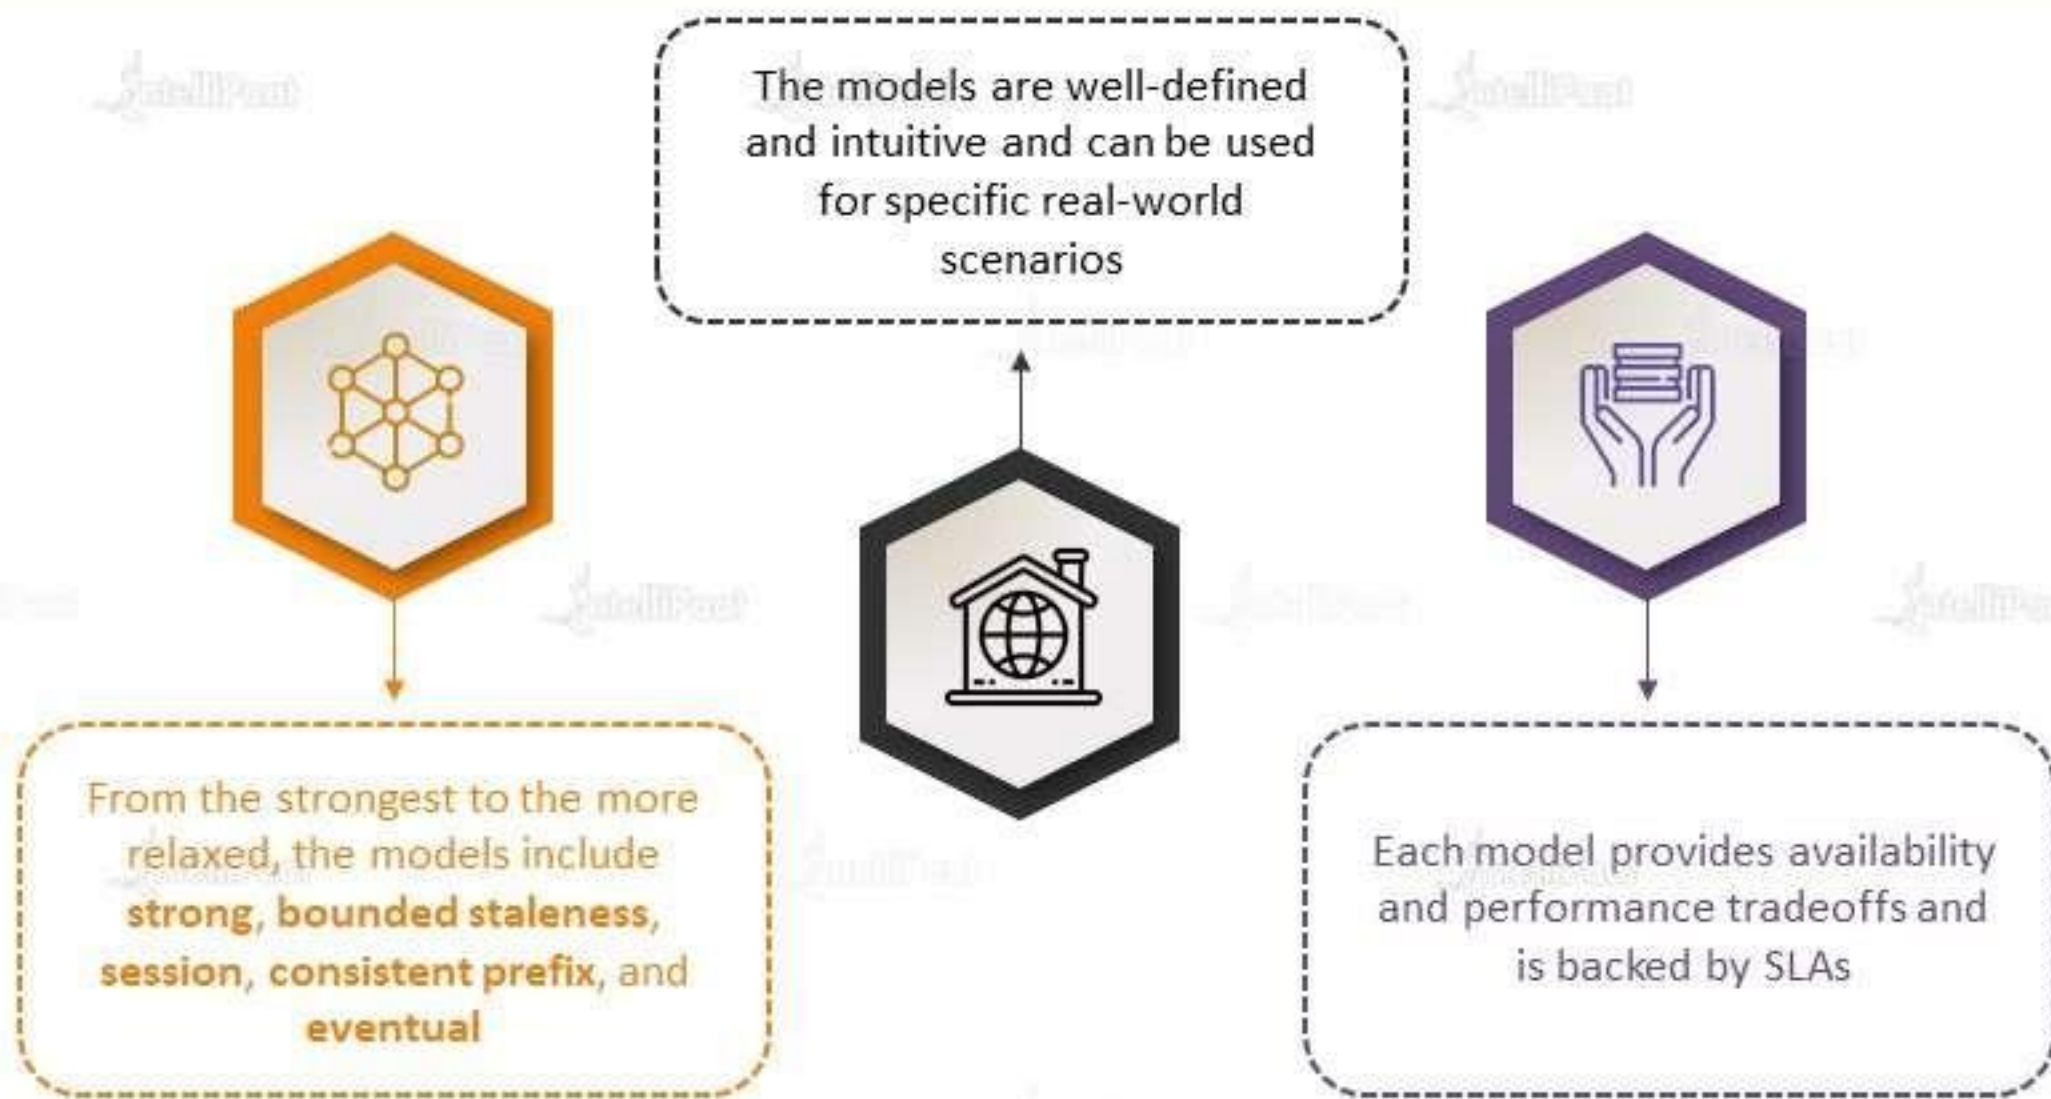 The models are well-defined
and intuitive and can be used
for specific real-world
scenarios
From the strongest to the more
relaxed, the models include
strong, bounded staleness,
session, consistent prefix, and
eventual
Each model provides availability
and performance tradeoffs and
is backed by SLAs